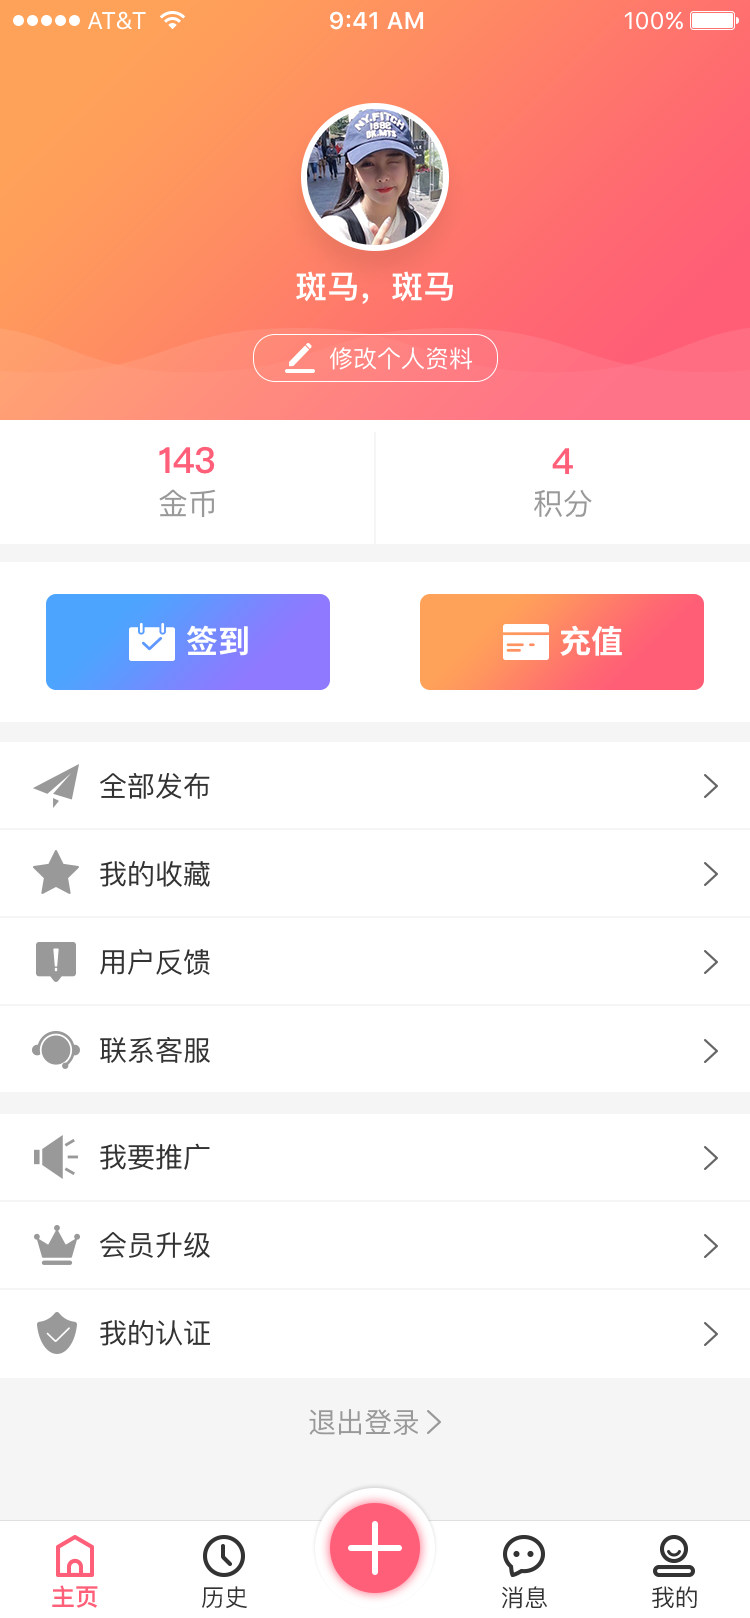 AT&T 9:41 AM 100%
NY.FITCH
1982
斑马，斑马
修改个人资料
143 4
金币 积分
签到 充值
全部发布
我的收藏
用户反馈
联系客服
我要推广
会员升级
我的认证
退出登录
主页 历史 消息 我的